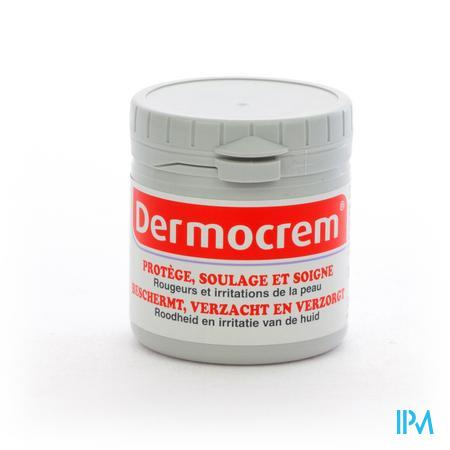 Dermocrem®
PROTÈGE, SOULAGE ET SOIGNE
Rougeurs et irritations de la peau
BESCHERMT, VERZACHT EN VERZORGT
Roodheid en irritatie van de huid
IPM